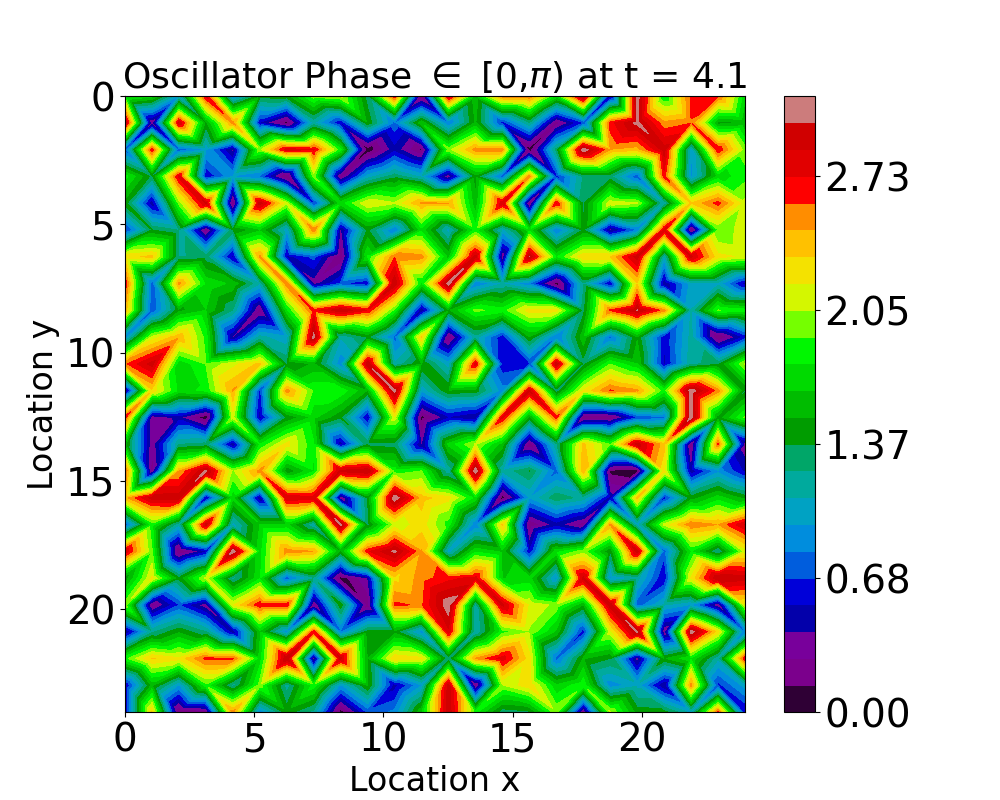 Oscillator Phase ∈ [0,π) at t = 4.1
Location y
0
5
10
15
20
0 5 10 15 20
Location x
2.73
2.05
1.37
0.68
0.00